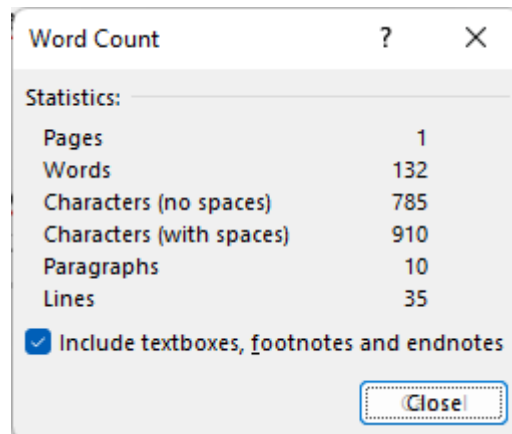 Word Count ? ×
Statistics:
Pages 1
Words 132
Characters (no spaces) 785
Characters (with spaces) 910
Paragraphs 10
Lines 35
Include textboxes, footnotes and endnotes
Close